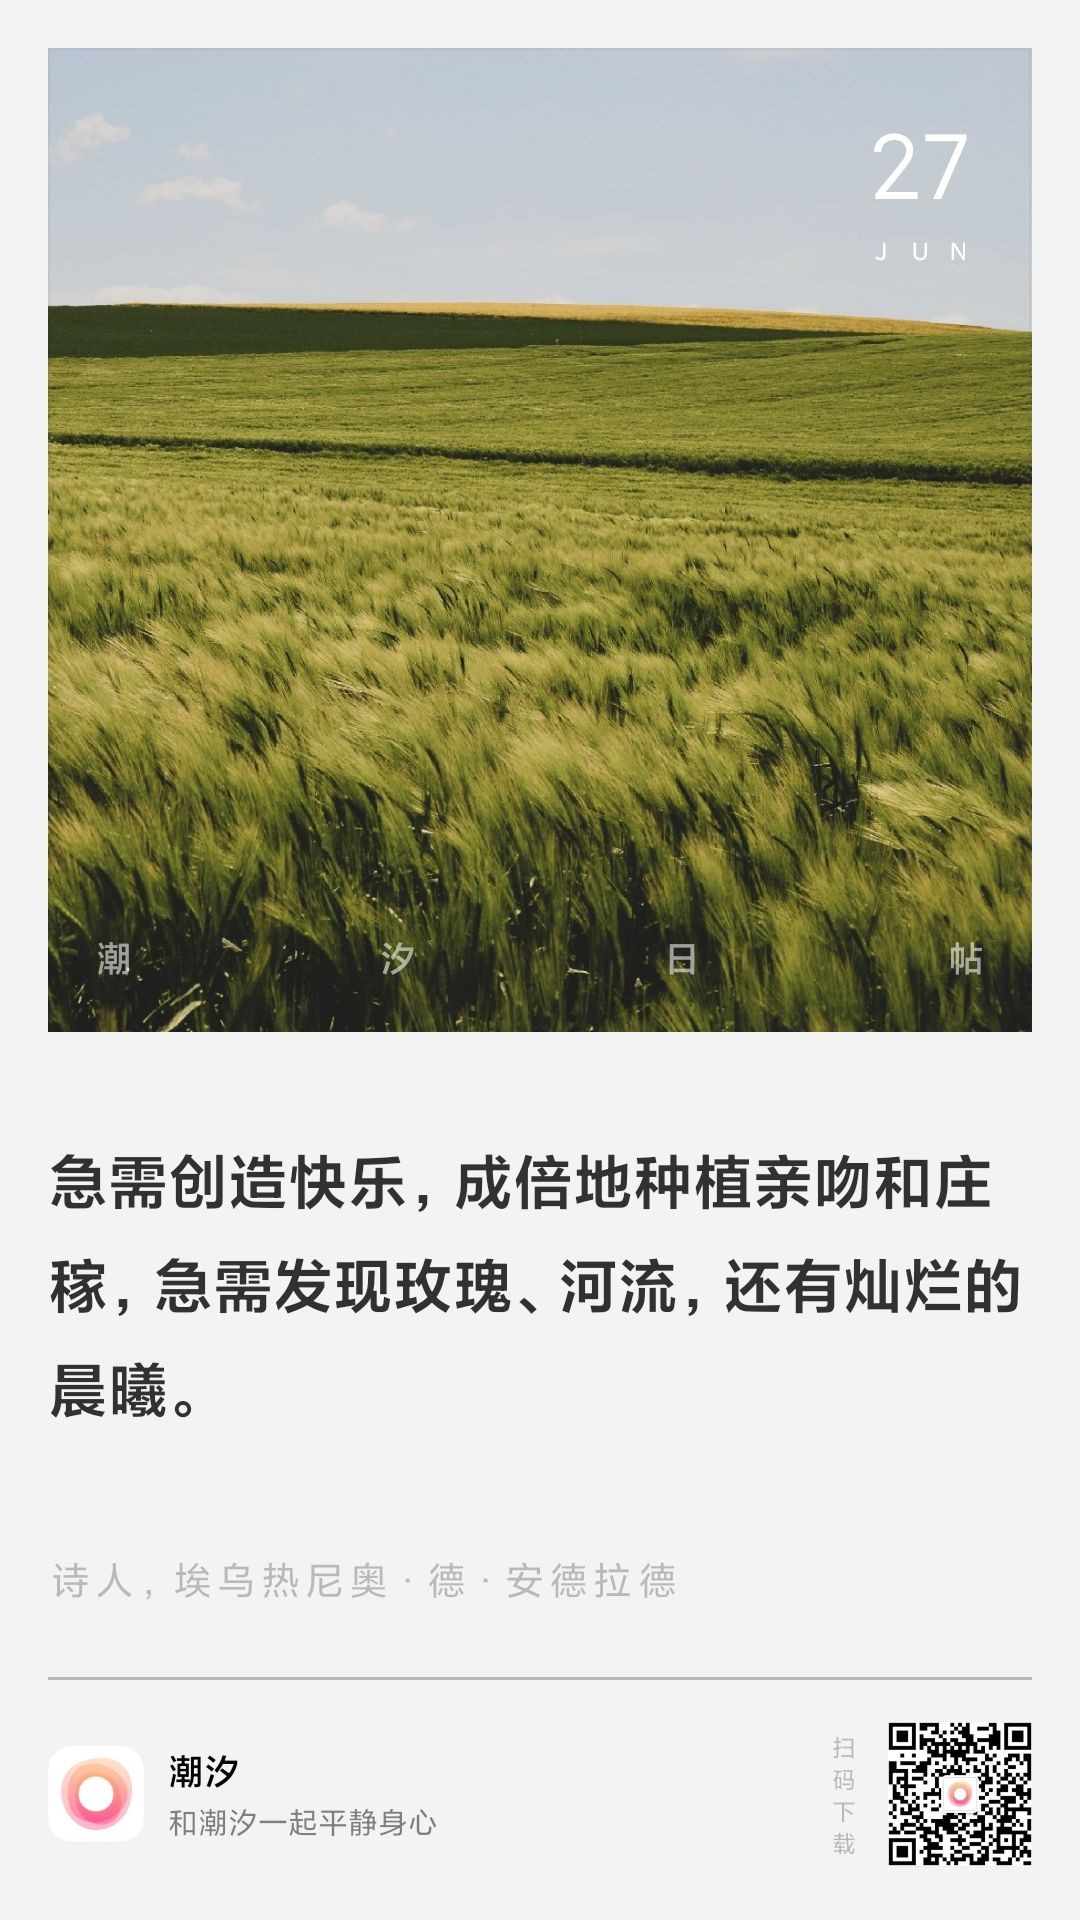 27
JUN
潮汐日帖
急需创造快乐，成倍地种植亲吻和庄
稼，急需发现玫瑰、河流，还有灿烂的
晨曦。
诗人，埃乌热尼奥·德·安德拉德
潮汐
和潮汐一起平静身心
扫码下载